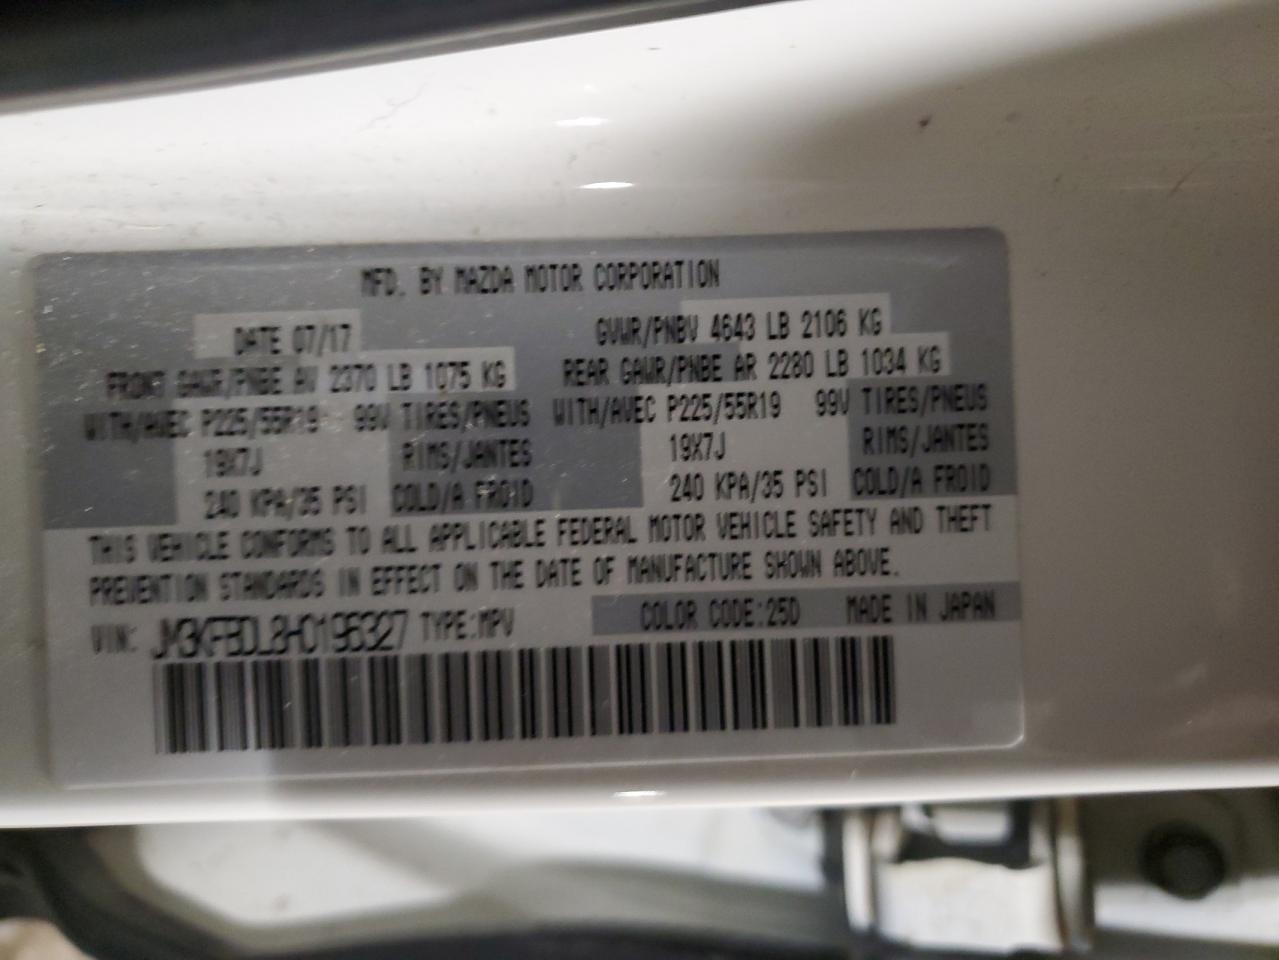 MFD. BY MAZDA MOTOR CORPORATION
DATE 07/17 GVWR/PNBV 4643 LB 2106 KG
FRONT GAWR/PNBE AV 2370 LB 1075 KG REAR GAWR/PNBE AR 2280 LB 1034 KG
WITH/AVEC P225/55R19 99V TIRES/PNEUS WITH/AVEC P225/55R19 99V TIRES/PNEUS
19X7J RIMS/JANTES 19X7J RIMS/JANTES
240 KPA/35 PSI COLD/A FROID 240 KPA/35 PSI COLD/A FROID
THIS VEHICLE CONFORMS TO ALL APPLICABLE FEDERAL MOTOR VEHICLE SAFETY AND THEFT
PREVENTION STANDARDS IN EFFECT ON THE DATE OF MANUFACTURE SHOWN ABOVE.
VIN: JM3KFBDL8H0196327 TYPE:MPV COLOR CODE:25D MADE IN JAPAN